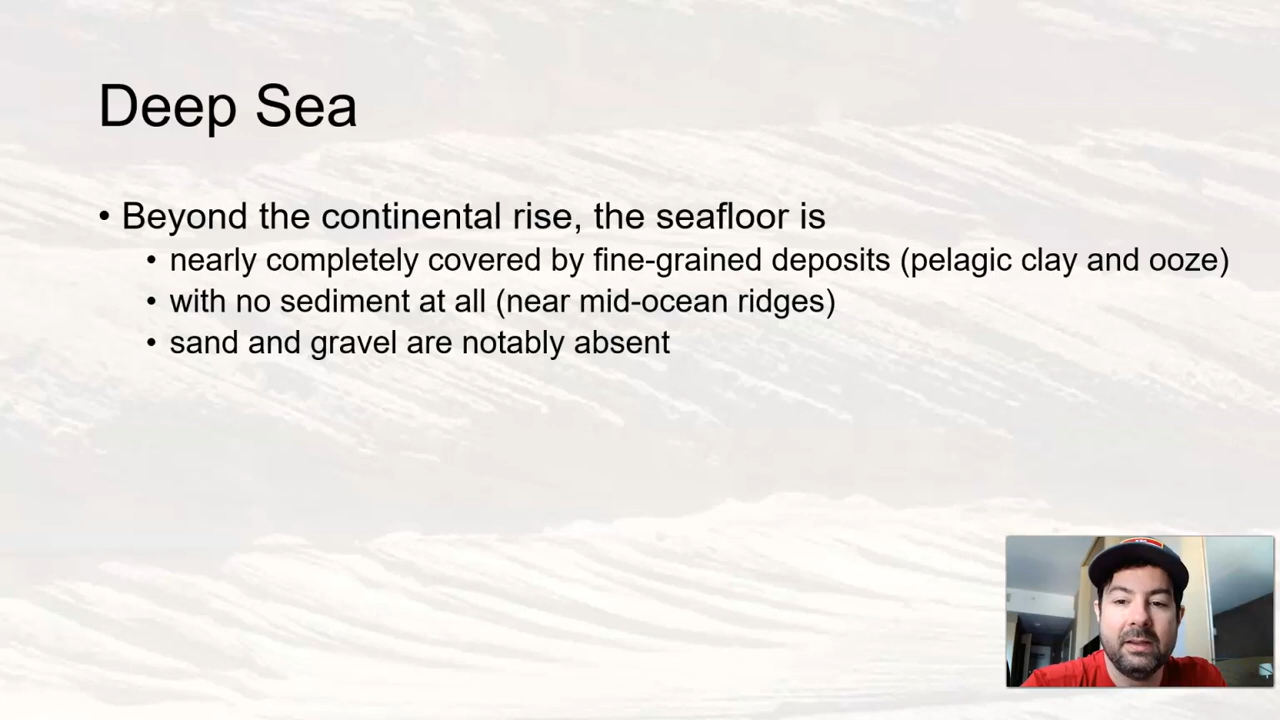 Deep Sea
• Beyond the continental rise, the seafloor is
• nearly completely covered by fine-grained deposits (pelagic clay and ooze)
• with no sediment at all (near mid-ocean ridges)
• sand and gravel are notably absent